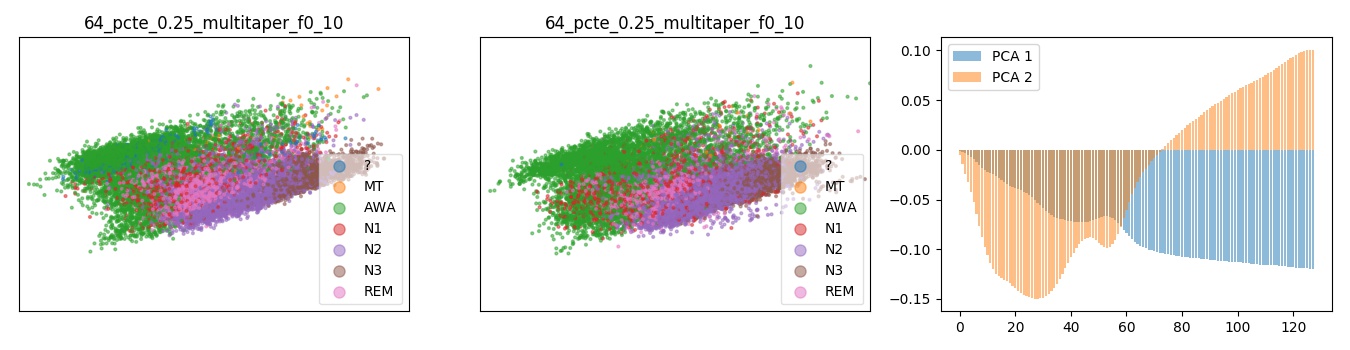 64_pcte_0.25_multitaper_f0_10
?
MT
AWA
N1
N2
N3
REM
64_pcte_0.25_multitaper_f0_10
?
MT
AWA
N1
N2
N3
REM
PCA 1
PCA 2
0.10
0.05
0.00
−0.05
−0.10
−0.15
0 20 40 60 80 100 120